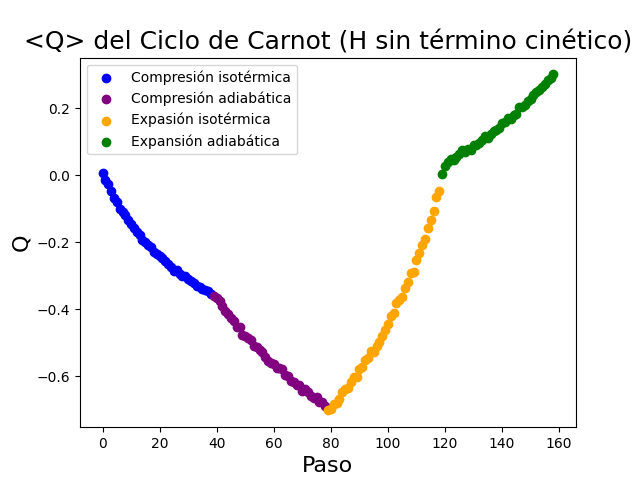 <Q> del Ciclo de Carnot (H sin término cinético)
Compresión isotérmica
Compresión adiabática
Expasión isotérmica
Expansión adiabática
0.2
0.0
−0.2
−0.4
−0.6
Q
0 20 40 60 80 100 120 140 160
Paso